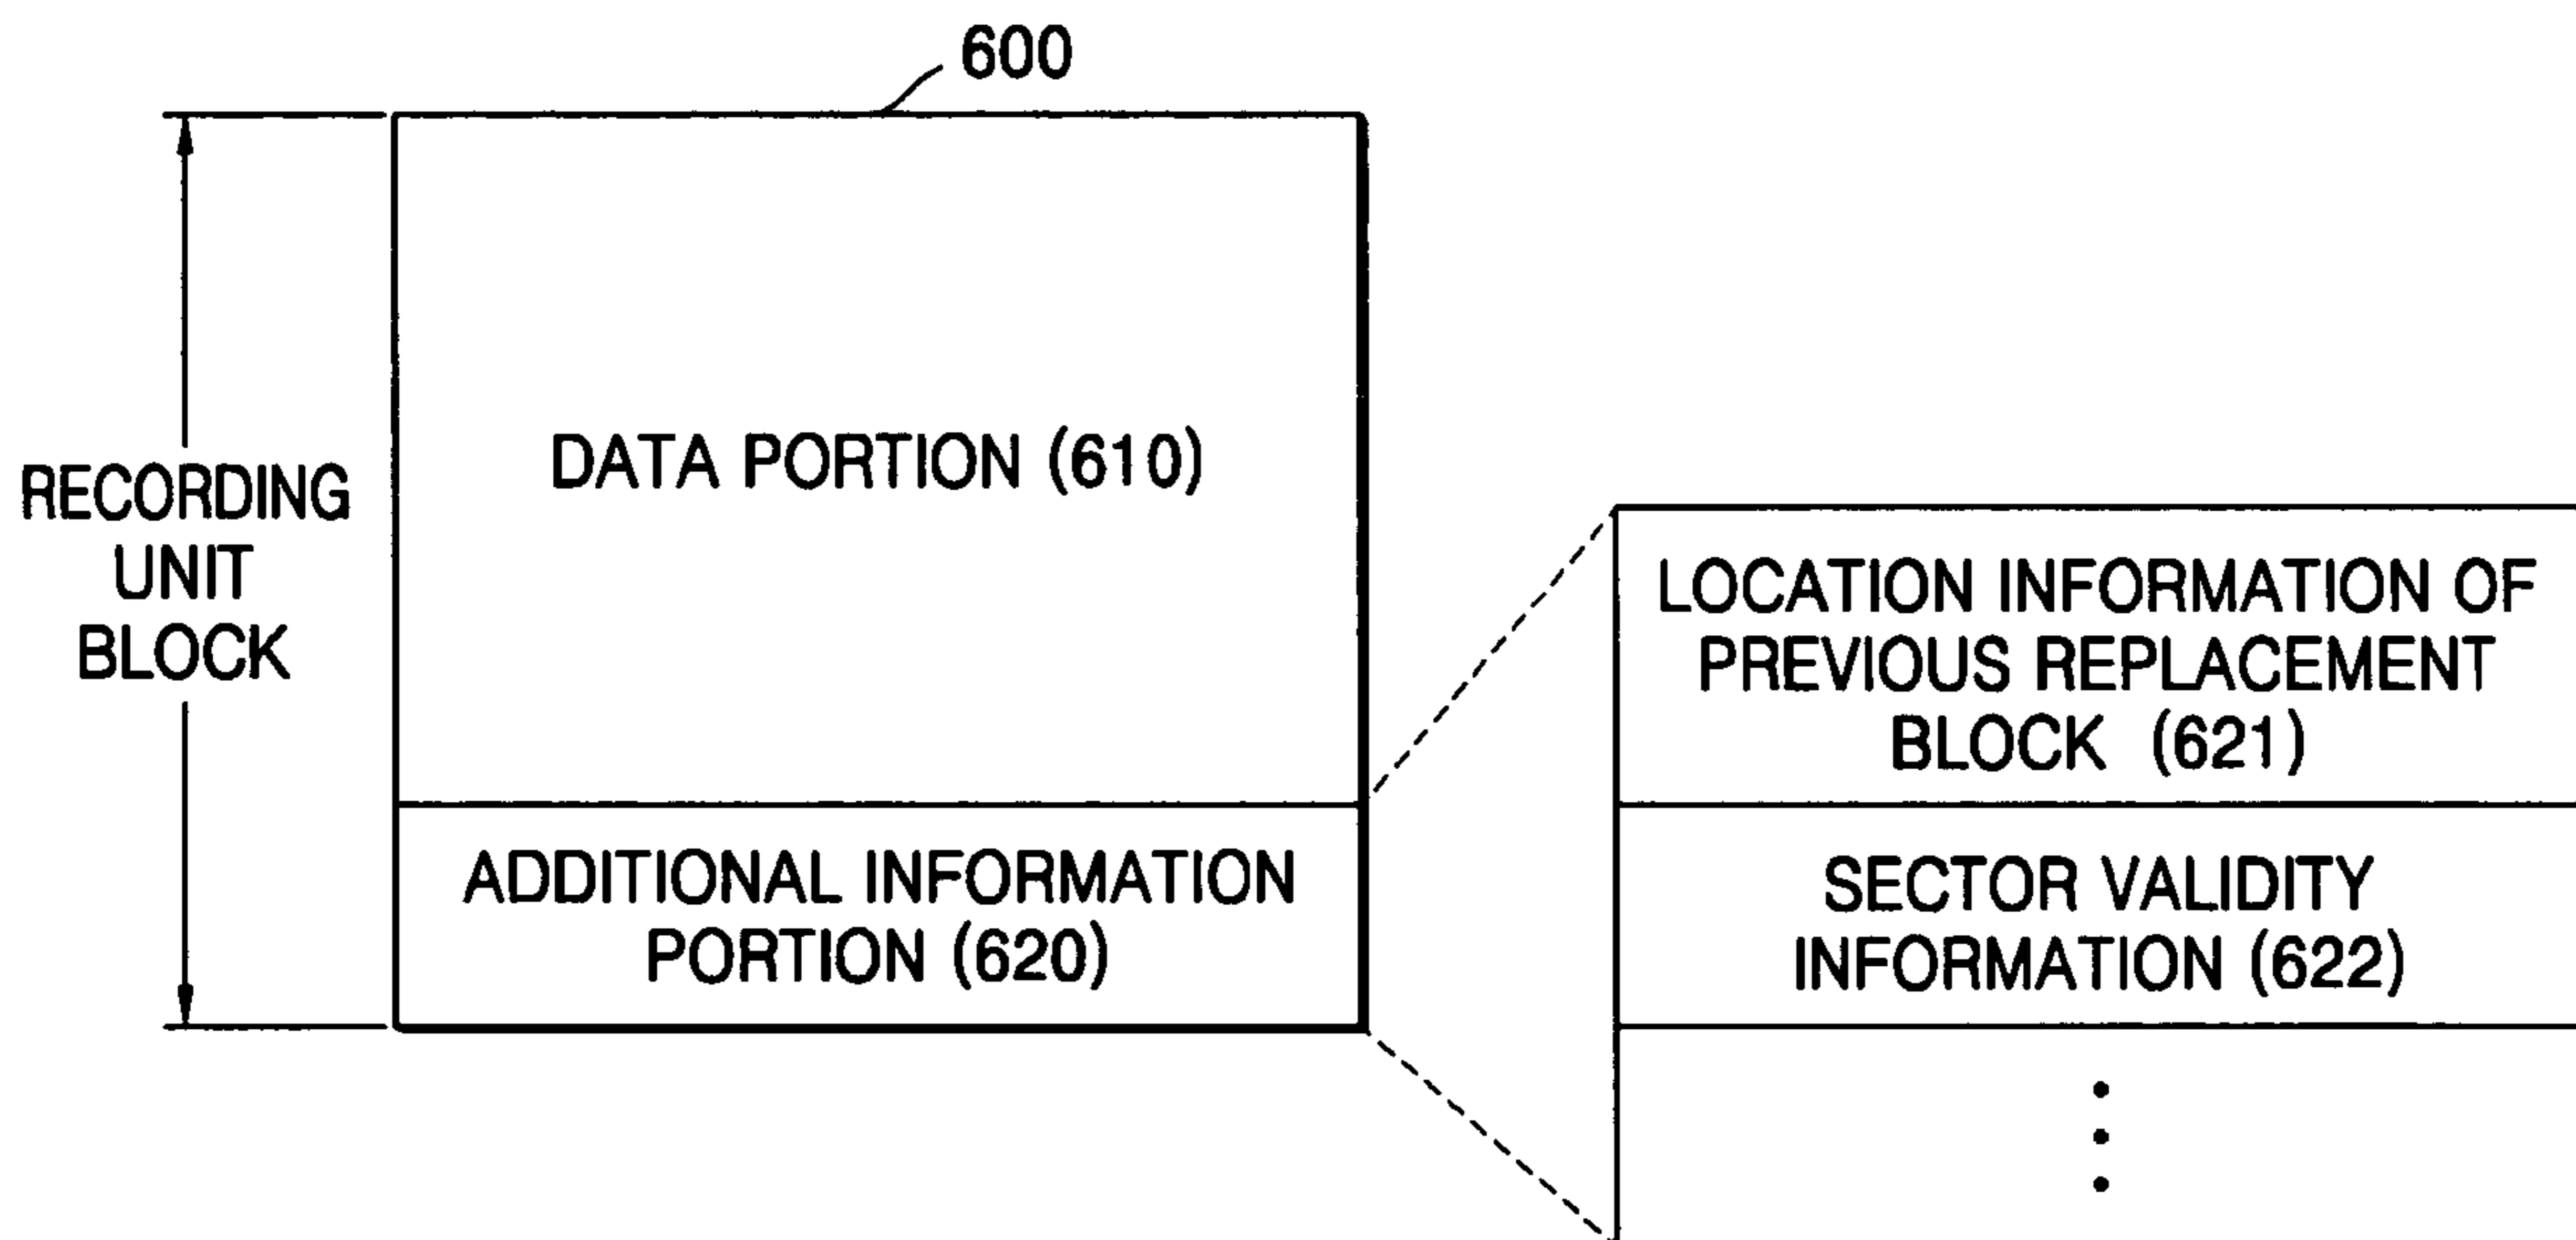 600
RECORDING
UNIT
BLOCK
DATA PORTION (610)
ADDITIONAL INFORMATION
PORTION (620)
LOCATION INFORMATION OF
PREVIOUS REPLACEMENT
BLOCK (621)
SECTOR VALIDITY
INFORMATION (622)